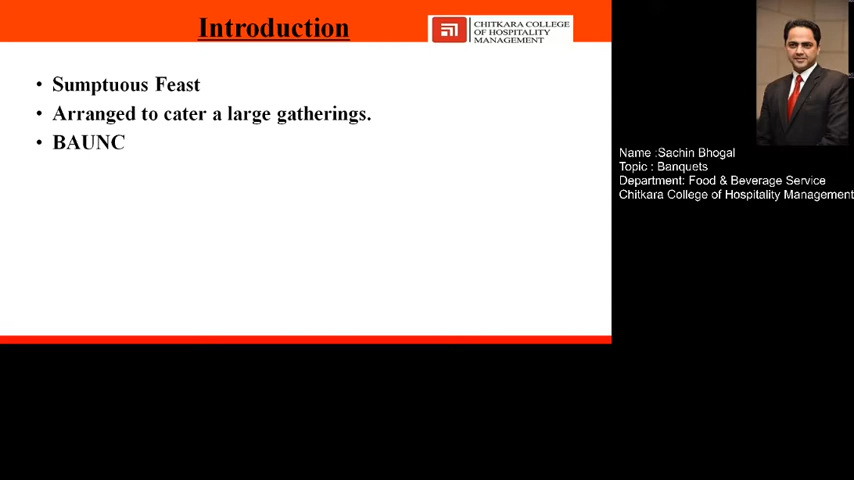 Introduction
CHITKARA COLLEGE
OF HOSPITALITY
MANAGEMENT
• Sumptuous Feast
• Arranged to cater a large gatherings.
• BAUNC
Name :Sachin Bhogal
Topic : Banquets
Department: Food & Beverage Service
Chitkara College of Hospitality Management